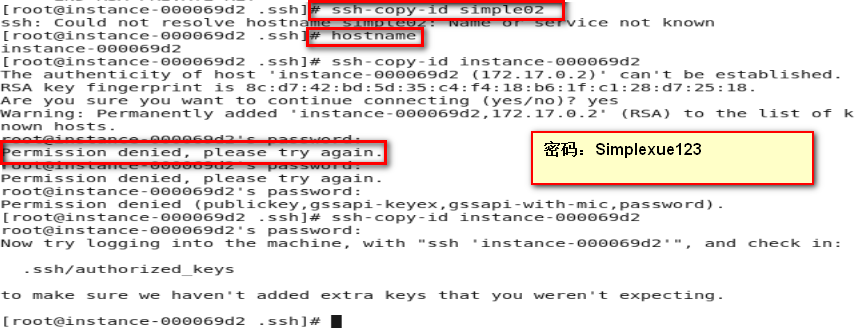 [root@instance-000069d2 .ssh]# ssh-copy-id simple02
ssh: Could not resolve hostname simple02: Name or service not known
[root@instance-000069d2 .ssh]# hostname
instance-000069d2
[root@instance-000069d2 .ssh]# ssh-copy-id instance-000069d2
The authenticity of host 'instance-000069d2 (172.17.0.2)' can't be established.
RSA key fingerprint is 8c:d7:42:bd:5d:35:c4:f4:18:b6:1f:c1:28:d7:25:18.
Are you sure you want to continue connecting (yes/no)? yes
Warning: Permanently added 'instance-000069d2,172.17.0.2' (RSA) to the list of k
nown hosts.
root@instance-000069d2's password:
Permission denied, please try again.
root@instance-000069d2's password:
Permission denied, please try again.
root@instance-000069d2's password:
Permission denied (publickey,gssapi-keyex,gssapi-with-mic,password).
[root@instance-000069d2 .ssh]# ssh-copy-id instance-000069d2
root@instance-000069d2's password:
Now try logging into the machine, with "ssh 'instance-000069d2'", and check in:
.ssh/authorized_keys
to make sure we haven't added extra keys that you weren't expecting.
[root@instance-000069d2 .ssh]#
密码：Simplexue123